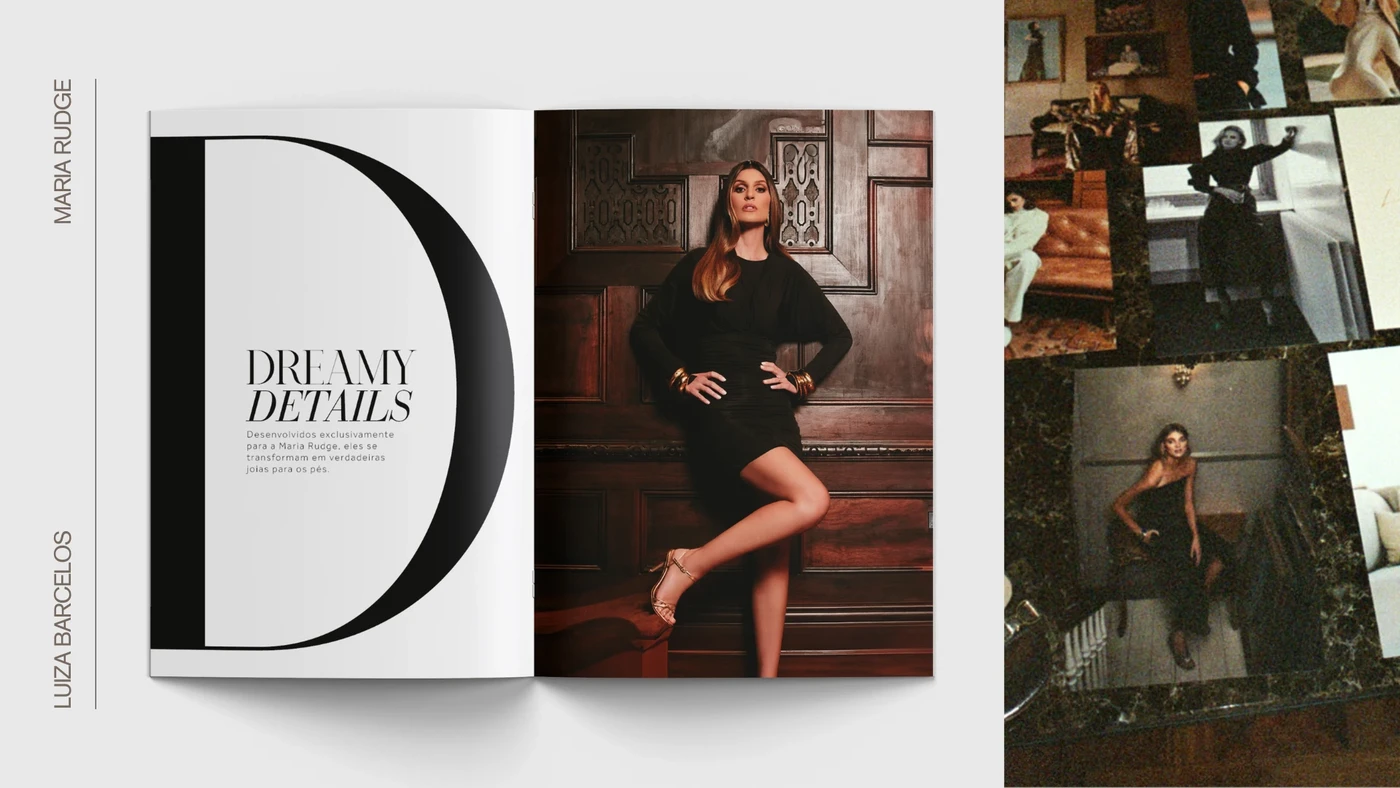 MARIA RUDGE
LUIZA BARCELOS
D
DREAMY
DETAILS
Desenvolvidos exclusivamente
para a Maria Rudge, eles se
transformam em verdadeiras
joias para os pés.